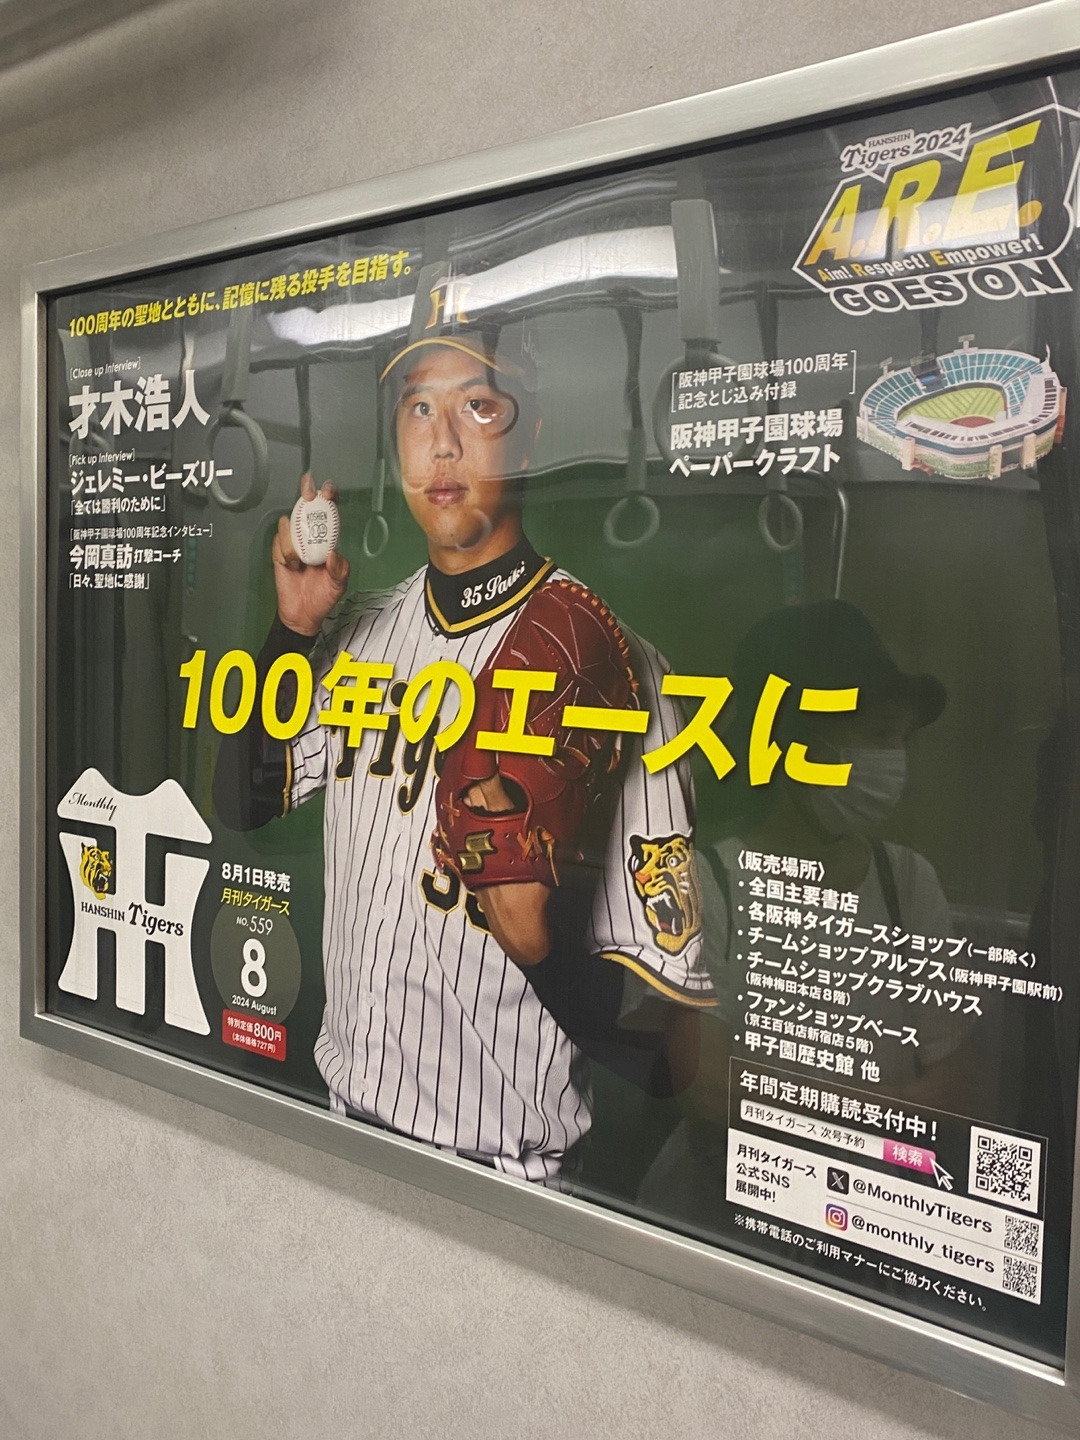 HANSHIN
Tigers 2024
A.R.E.
Aim! Respect! Empower!
GOES ON
100周年の聖地とともに、記憶に残る投手を目指す。
[Close up Interview]
才木浩人
[Pick up Interview]
ジェレミー・ビーズリー
「全ては勝利のために」
[阪神甲子園球場100周年記念インタビュー]
今岡真訪 打撃コーチ
「日々、聖地に感謝」
阪神甲子園球場100周年
記念とじ込み付録
阪神甲子園球場
ペーパークラフト
KOSHIEN
100
35 Saiki
100年のエースに
Tige
35
Monthly
HANSHIN Tigers
8月1日発売
月刊タイガース
NO. 559
8
2024 August
特別定価800円
(本体価格727円)
〈販売場所〉
・全国主要書店
・各阪神タイガースショップ(一部除く)
・チームショップアルプス(阪神甲子園駅前)
・チームショップクラブハウス
(阪神梅田本店8階)
・ファンショップベース
(京王百貨店新宿店5階)
・甲子園歴史館 他
年間定期購読受付中!
月刊タイガース 次号予約 検索
月刊タイガース
公式SNS
展開中!
X @MonthlyTigers
@monthly_tigers
※携帯電話のご利用マナーにご協力ください。